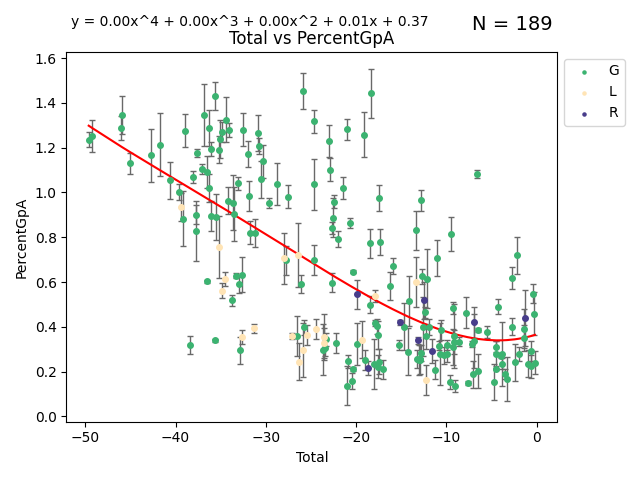 y = 0.00x^4 + 0.00x^3 + 0.00x^2 + 0.01x + 0.37
N = 189
Total vs PercentGpA
G
L
R
PercentGpA
1.6
1.4
1.2
1.0
0.8
0.6
0.4
0.2
0.0
−50
−40
−30
−20
−10
0
Total